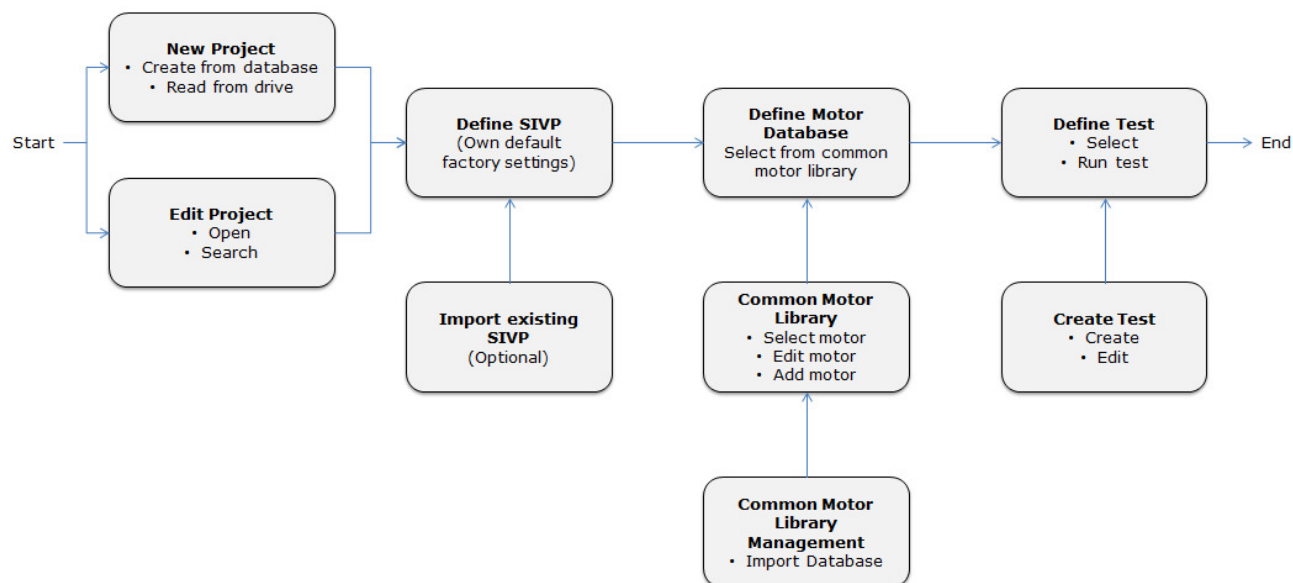 New Project
• Create from database
• Read from drive
Start
Edit Project
• Open
• Search
Define SIVP
(Own default
factory settings)
Define Motor
Database
Select from common
motor library
Define Test
• Select
• Run test
End
Import existing
SIVP
(Optional)
Common Motor
Library
• Select motor
• Edit motor
• Add motor
Create Test
• Create
• Edit
Common Motor
Library
Management
• Import Database